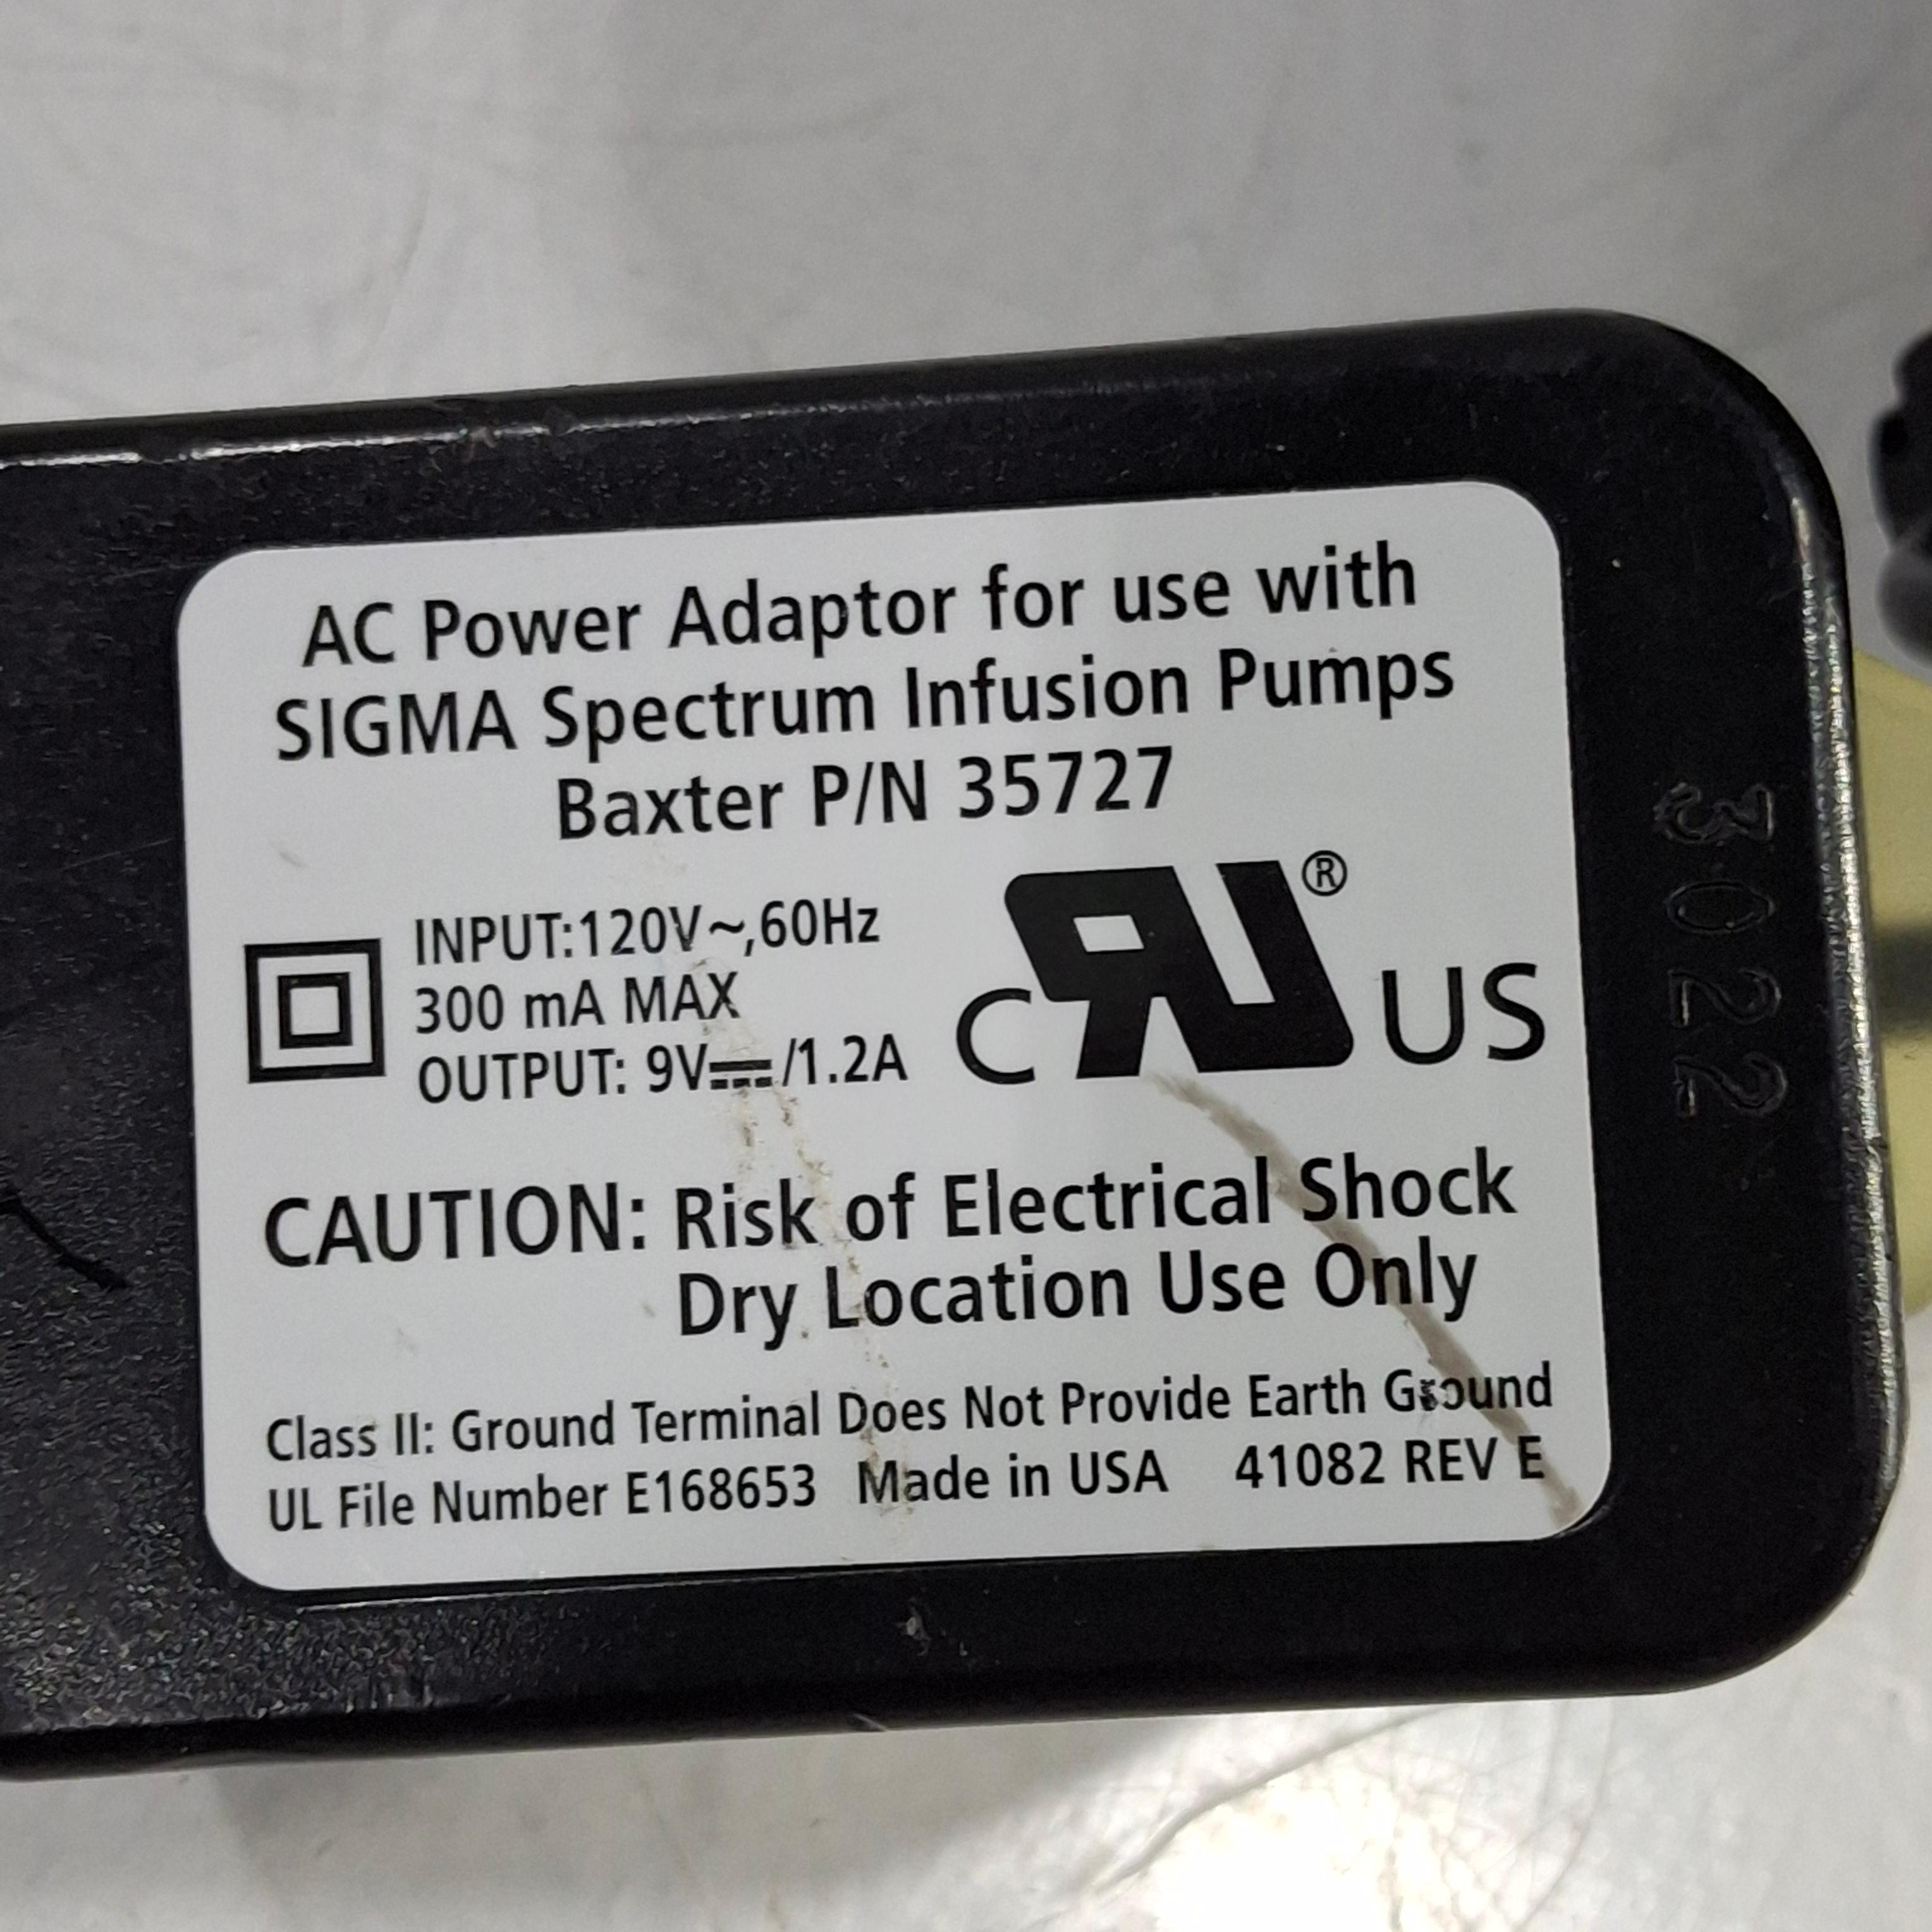 AC Power Adaptor for use with
SIGMA Spectrum Infusion Pumps
Baxter P/N 35727
INPUT:120V~,60Hz
300 mA MAX
OUTPUT: 9V⎓/1.2A
C RU® US
CAUTION: Risk of Electrical Shock
Dry Location Use Only
Class II: Ground Terminal Does Not Provide Earth Ground
UL File Number E168653 Made in USA 41082 REV E
3022